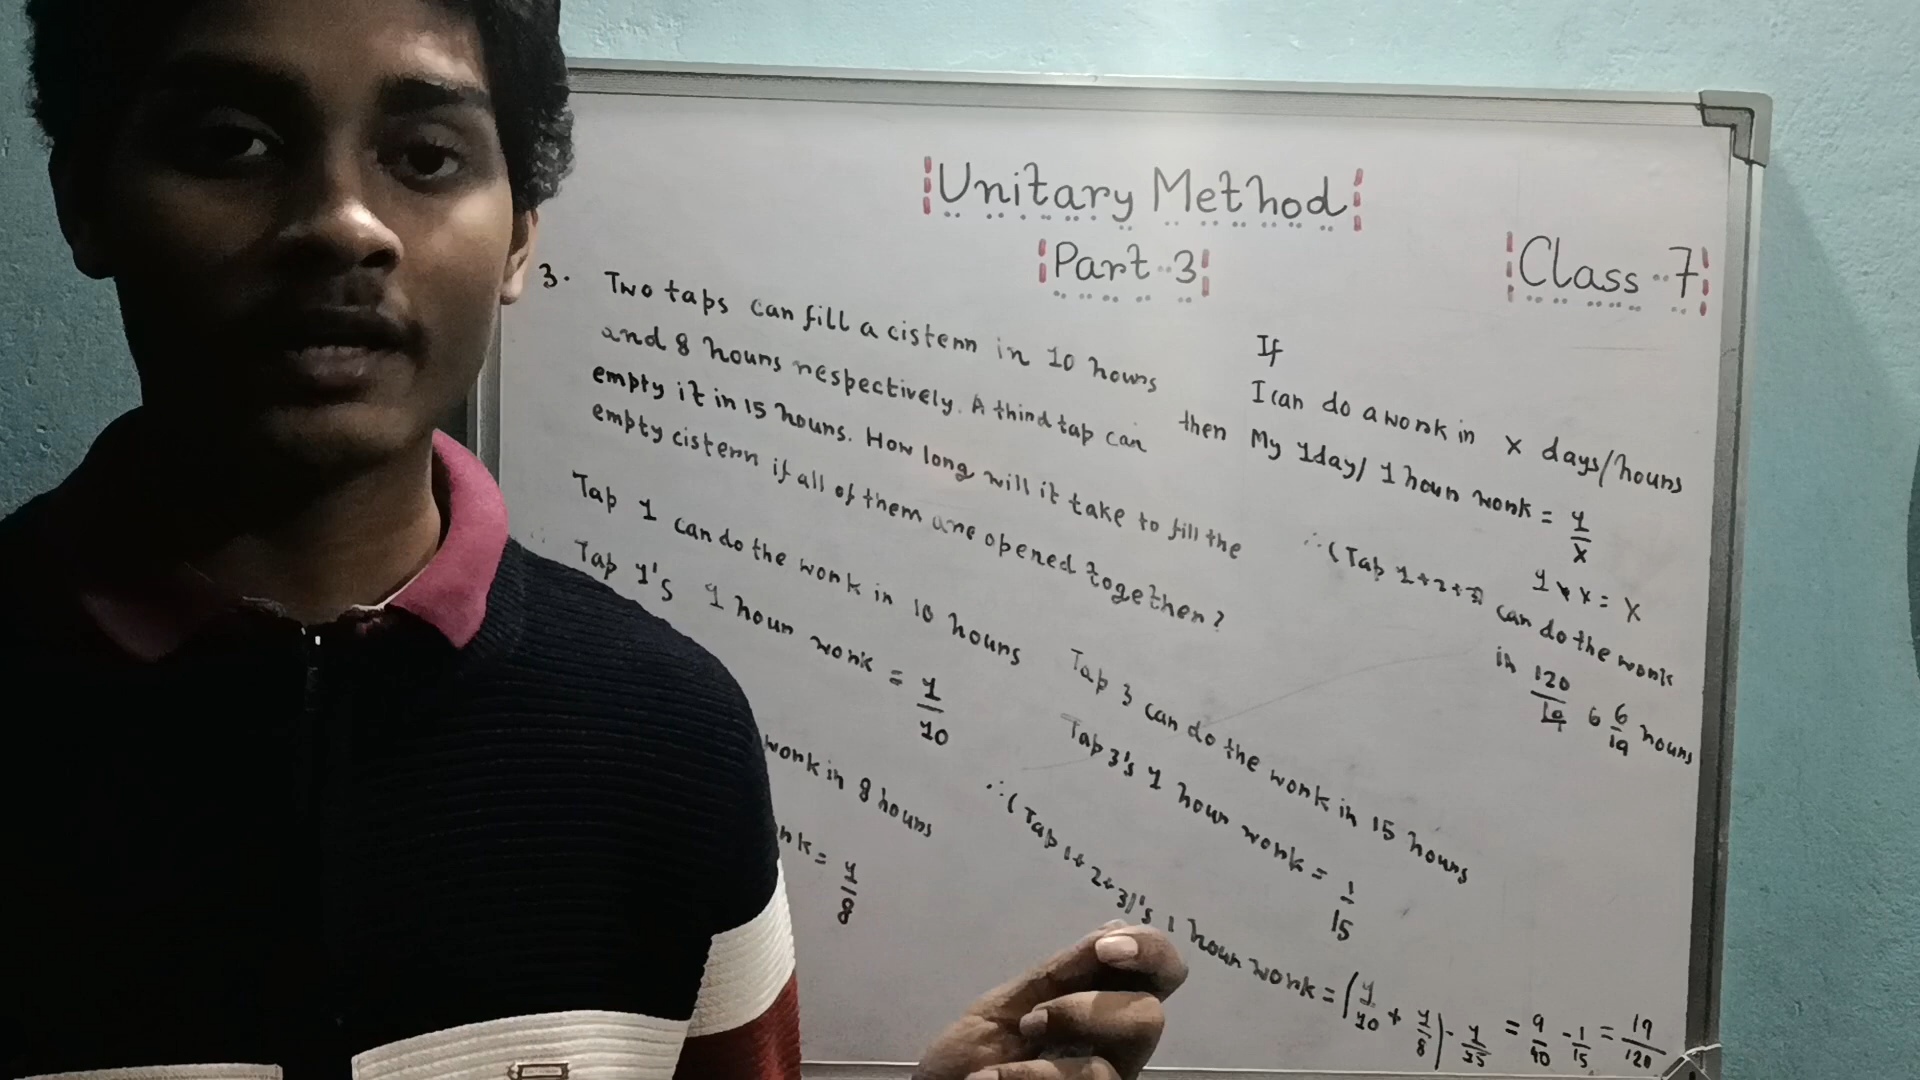 Unitary Method
Part-3
Class-7
3. Two taps can fill a cistern in 10 hours
and 8 hours respectively. A third tap can
empty it in 15 hours. How long will it take to fill the
empty cistern if all of them are opened together?
Tap 1 can do the work in 10 hours
Tap 1's 1 hour work = 1/10
work in 8 hours
= 1/8
If
I can do a work in x days/hours
then My 1day/ 1 hour work = 1/x
Tap 3 can do the work in 15 hours
Tap 3's 1 hour work = 1/15
∴ (Tap 1+2+3)'s 1 hour work = (1/10 + 1/8) - 1/15 = 9/40 - 1/15 = 19/120
∴ (Tap 1+2+3) can do the work
in 120/19 6 6/19 hours